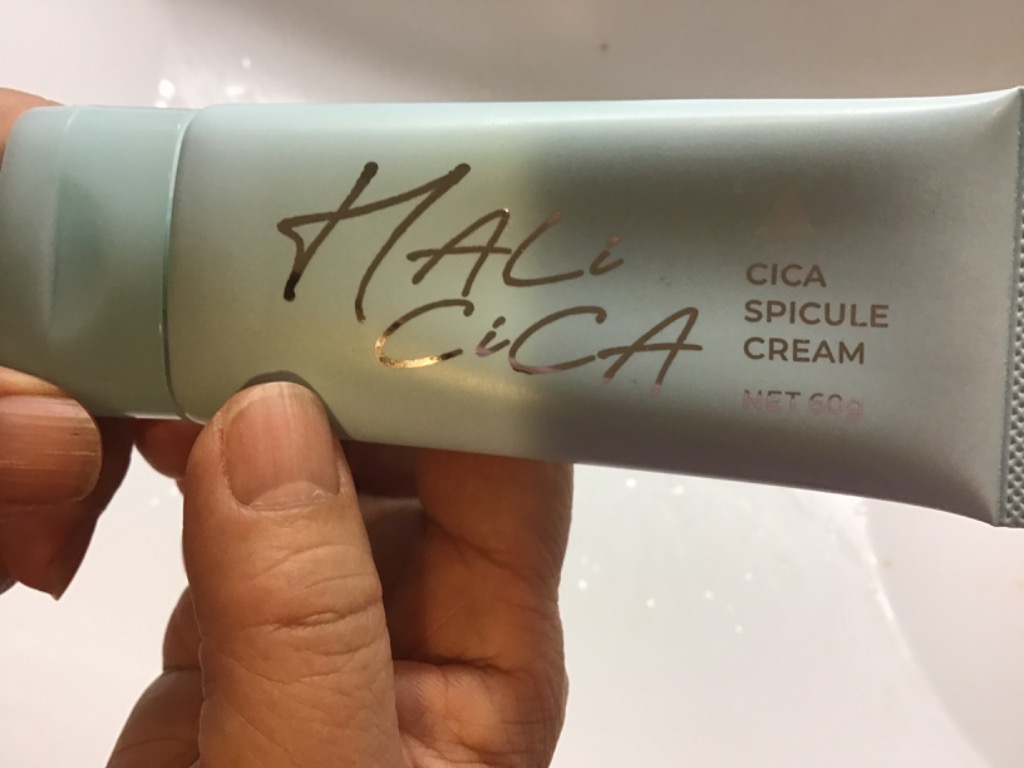 HALi
CiCA
CICA
SPICULE
CREAM
NET 60g